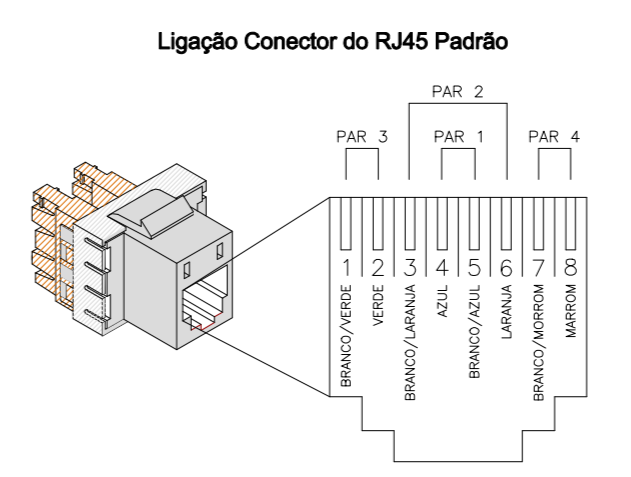 Ligação Conector do RJ45 Padrão
PAR 2
PAR 3
PAR 1
PAR 4
1
2
3
4
5
6
7
8
BRANCO/VERDE
VERDE
BRANCO/LARANJA
AZUL
BRANCO/AZUL
LARANJA
BRANCO/MORROM
MARROM